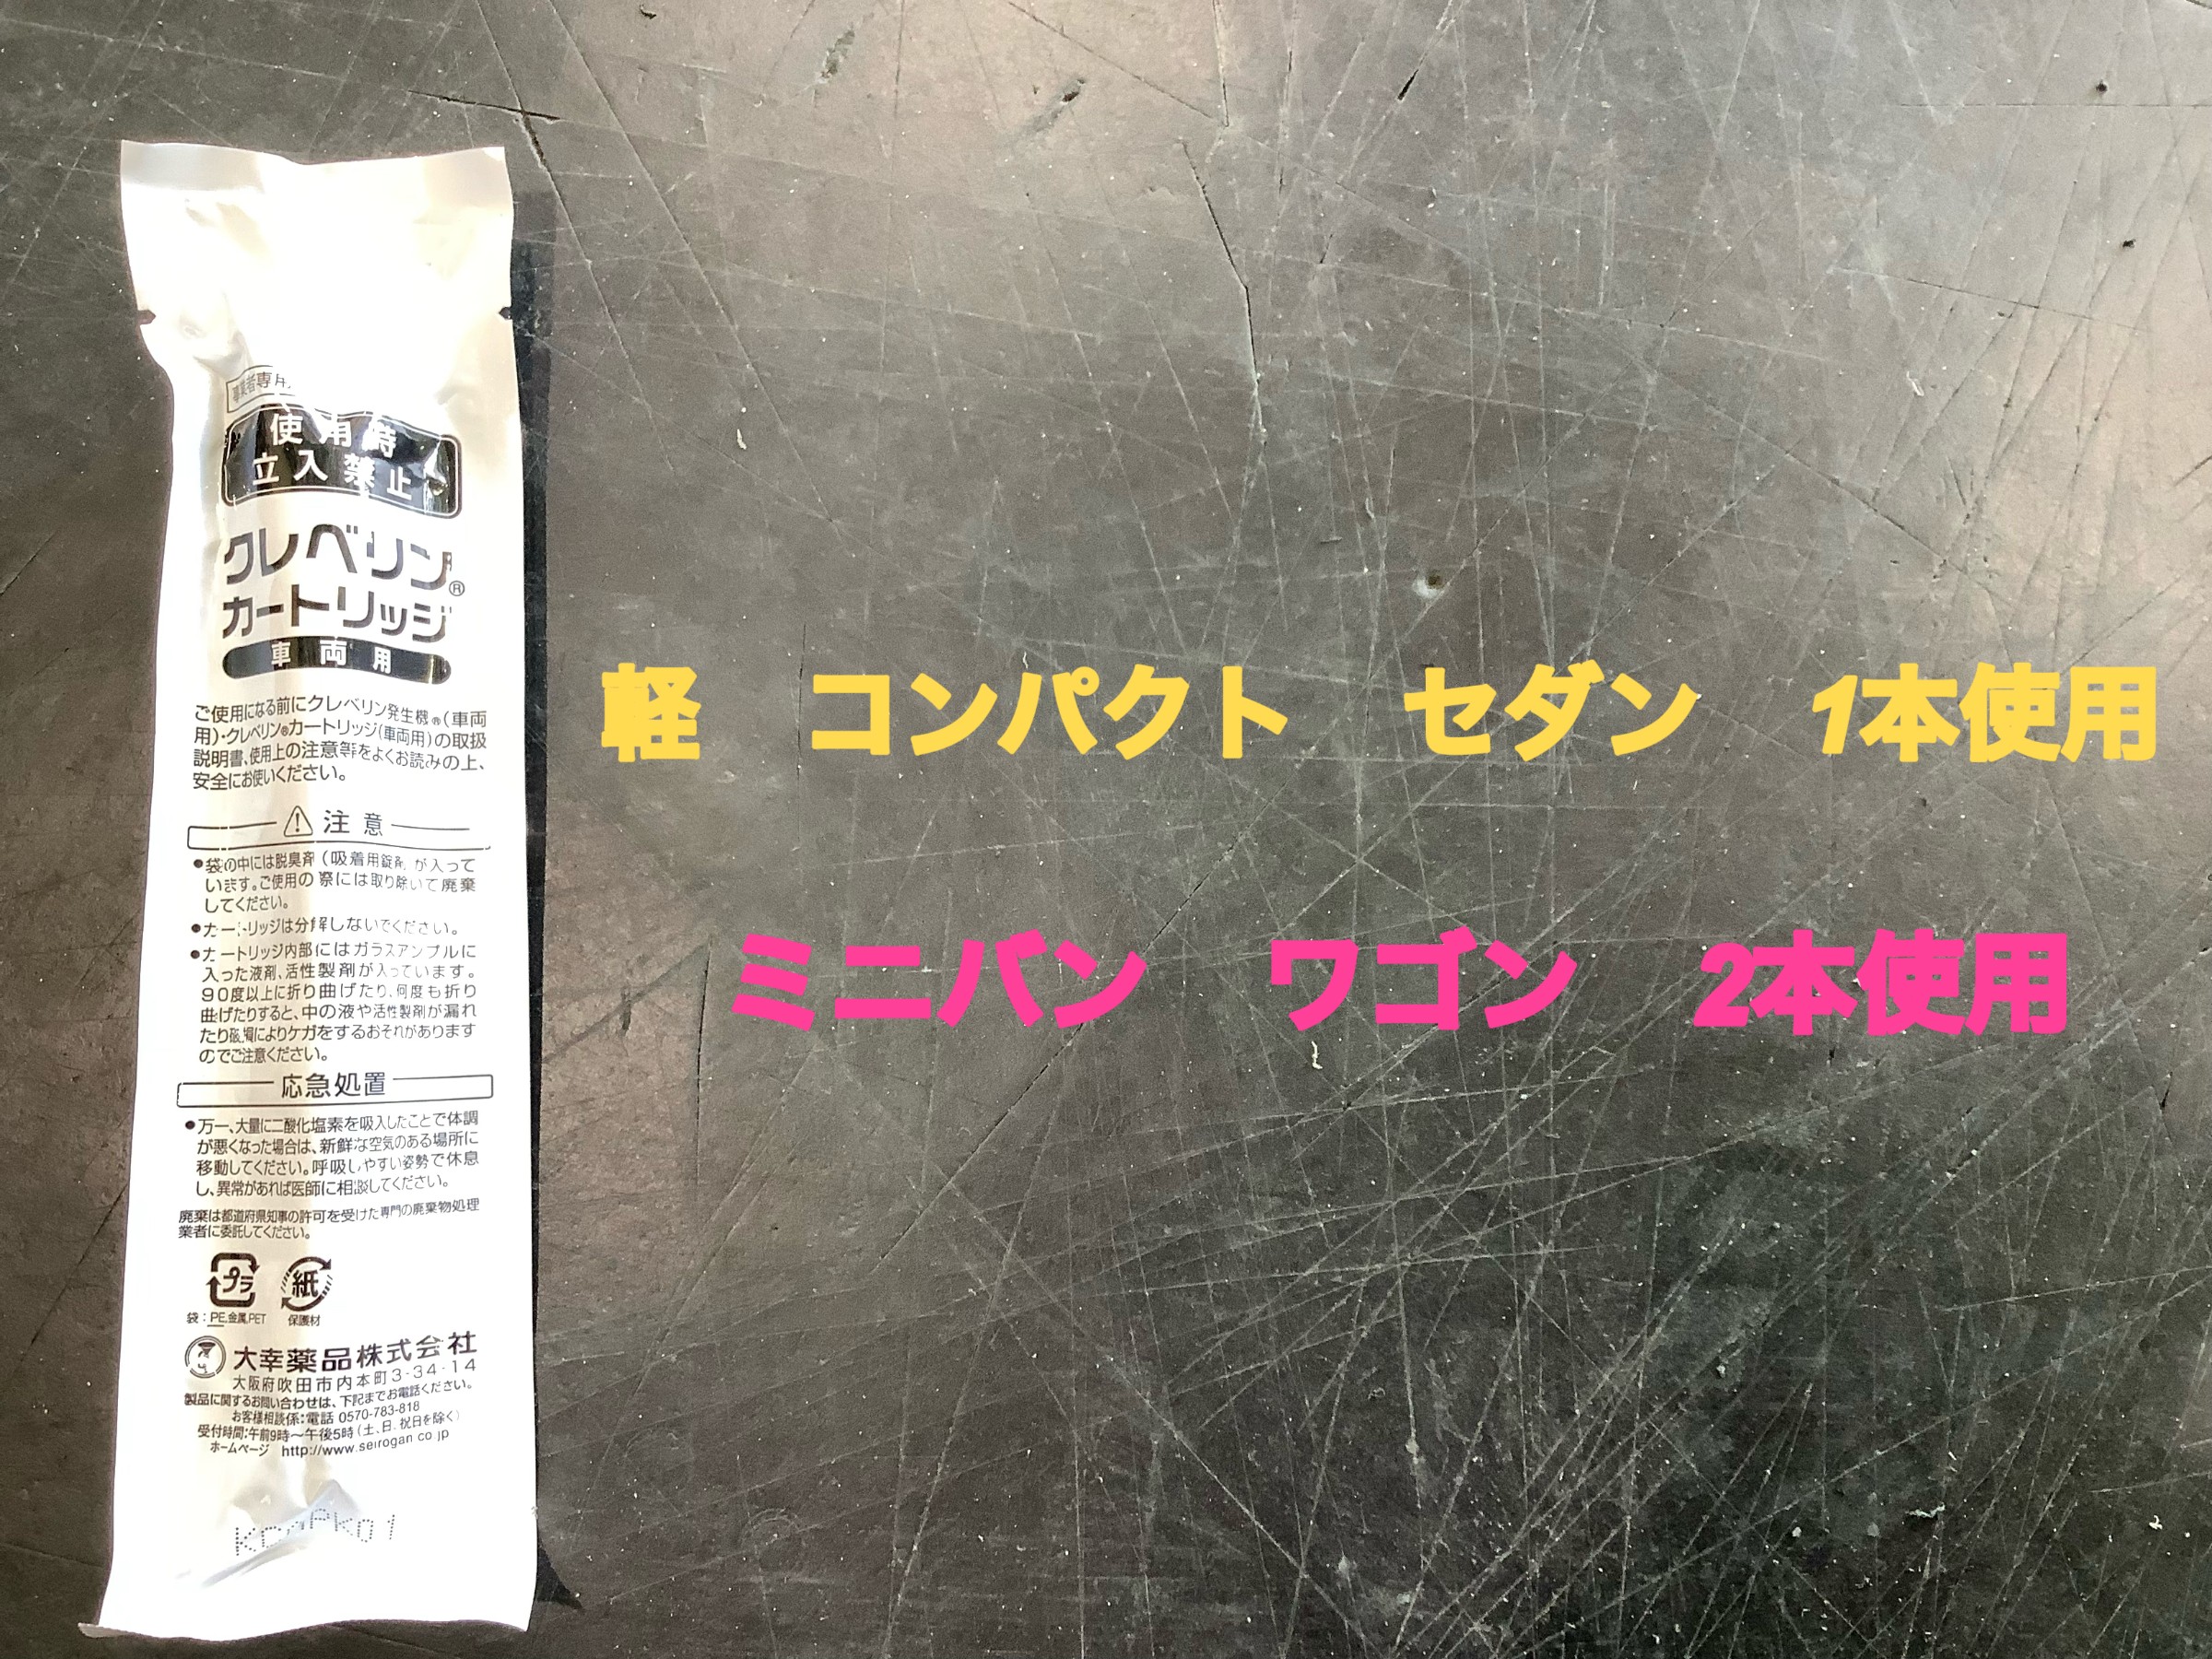 事業者専用
使用時
立入禁止
クレベリン®
カートリッジ
車両用
ご使用になる前にクレベリン発生機®(車両
用)・クレベリン®カートリッジ(車両用)の取扱
説明書、使用上の注意等をよくお読みの上、
安全にお使いください。
注意
●袋の中には脱臭剤(吸着用錠剤)が入って
います。ご使用の際には取り除いて廃棄
してください。
●カートリッジは分解しないでください。
●カートリッジ内部にはガラスアンプルに
入った液剤、活性製剤が入っています。
90度以上に折り曲げたり、何度も折り
曲げたりすると、中の液や活性製剤が漏れ
たり破損によりケガをするおそれがあります
のでご注意ください。
応急処置
●万一、大量に二酸化塩素を吸入したことで体調
が悪くなった場合は、新鮮な空気のある場所に
移動してください。呼吸しやすい姿勢で休息
し、異常があれば医師に相談してください。
廃棄は都道府県知事の許可を受けた専門の廃棄物処理
業者に委託してください。
プラ 紙
袋:PE,金属,PET 保護材
大幸薬品株式会社
大阪府吹田市内本町3-34-14
製品に関するお問い合わせは、下記までお電話ください。
お客様相談係:電話 0570-783-818
受付時間:午前9時～午後5時(土、日、祝日を除く)
ホームページ http://www.seirogan.co.jp
軽 コンパクト セダン 1本使用
ミニバン ワゴン 2本使用